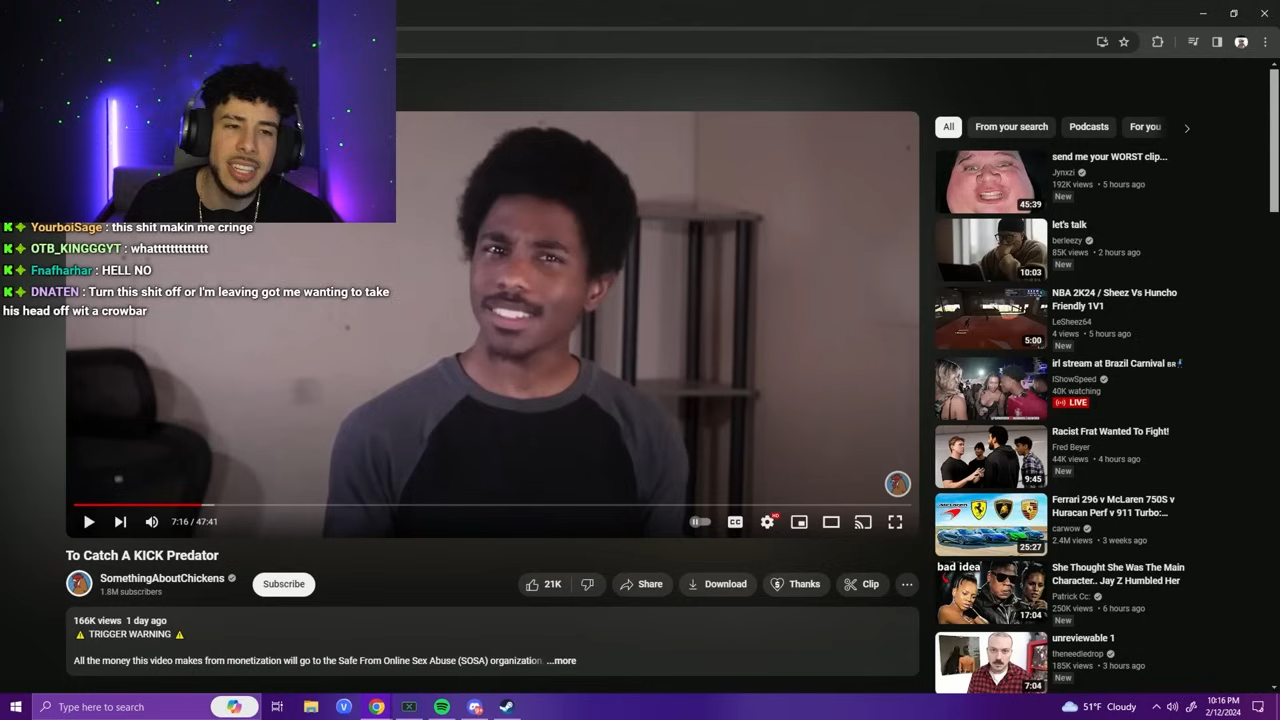 YourboiSage : this shit makin me cringe
OTB_KINGGGYT : whatttttttttttt
Fnafharhar : HELL NO
DNATEN : Turn this shit off or I'm leaving got me wanting to take
his head off wit a crowbar
7:16 / 47:41
CC
HD
To Catch A KICK Predator
SomethingAboutChickens
1.8M subscribers
Subscribe
21K
Share
Download
Thanks
Clip
166K views 1 day ago
⚠️ TRIGGER WARNING ⚠️
All the money this video makes from monetization will go to the Safe From Online Sex Abuse (SOSA) organization. ...more
All
From your search
Podcasts
For you
send me your WORST clip...
Jynxzi
192K views • 5 hours ago
New
45:39
let's talk
berleezy
85K views • 2 hours ago
New
10:03
NBA 2K24 / Sheez Vs Huncho
Friendly 1V1
LeSheez64
4 views • 5 hours ago
New
5:00
irl stream at Brazil Carnival 🇧🇷
IShowSpeed
40K watching
LIVE
Racist Frat Wanted To Fight!
Fred Beyer
44K views • 4 hours ago
New
9:45
Ferrari 296 v McLaren 750S v
Huracan Perf v 911 Turbo:...
carwow
2.4M views • 3 weeks ago
25:27
bad idea
She Thought She Was The Main
Character.. Jay Z Humbled Her
Patrick Cc:
250K views • 6 hours ago
New
17:04
unreviewable 1
theneedledrop
185K views • 3 hours ago
New
7:04
Type here to search
51°F Cloudy
10:16 PM
2/12/2024